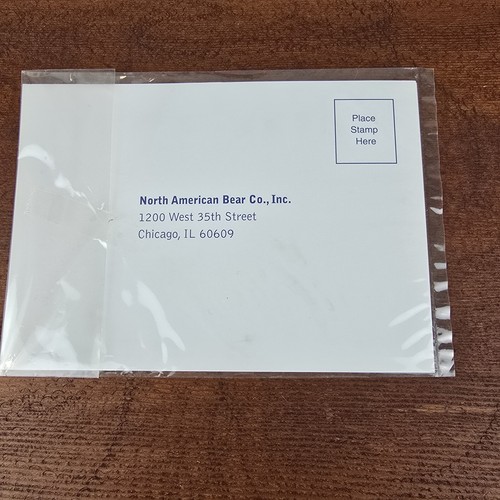 Place
Stamp
Here
North American Bear Co., Inc.
1200 West 35th Street
Chicago, IL 60609